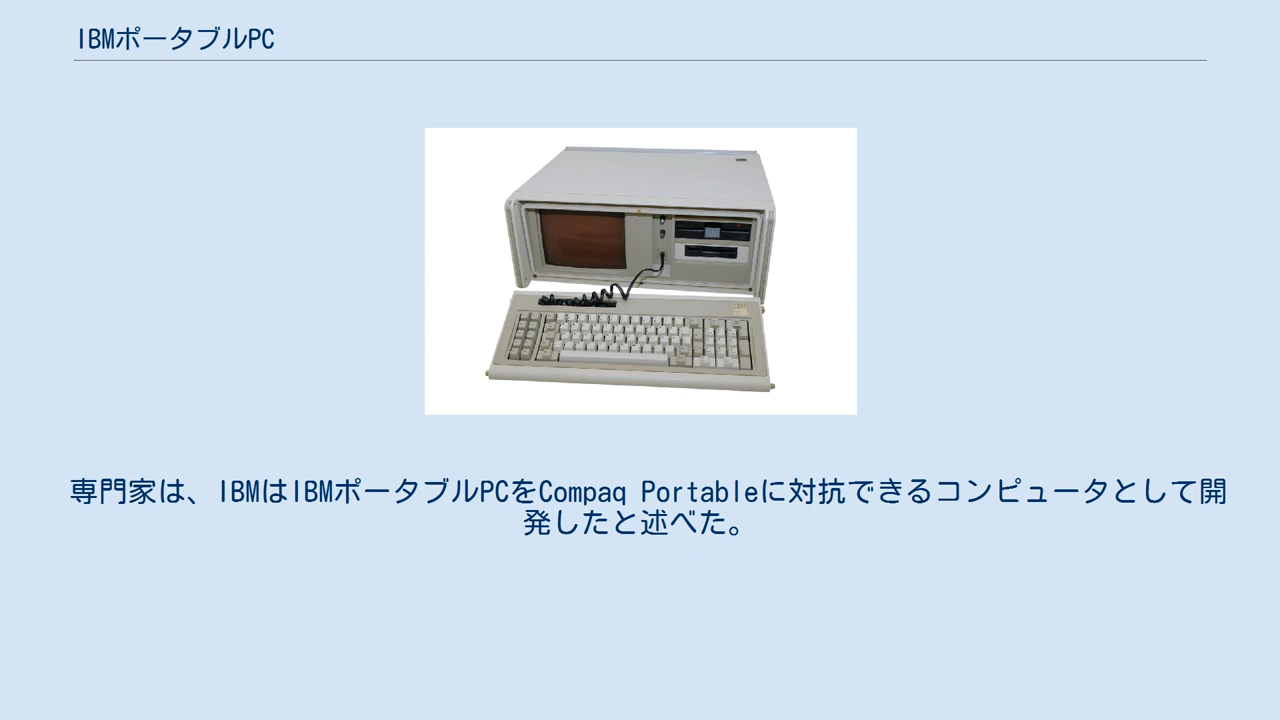 IBMポータブルPC
専門家は、IBMはIBMポータブルPCをCompaq Portableに対抗できるコンピュータとして開
発したと述べた。